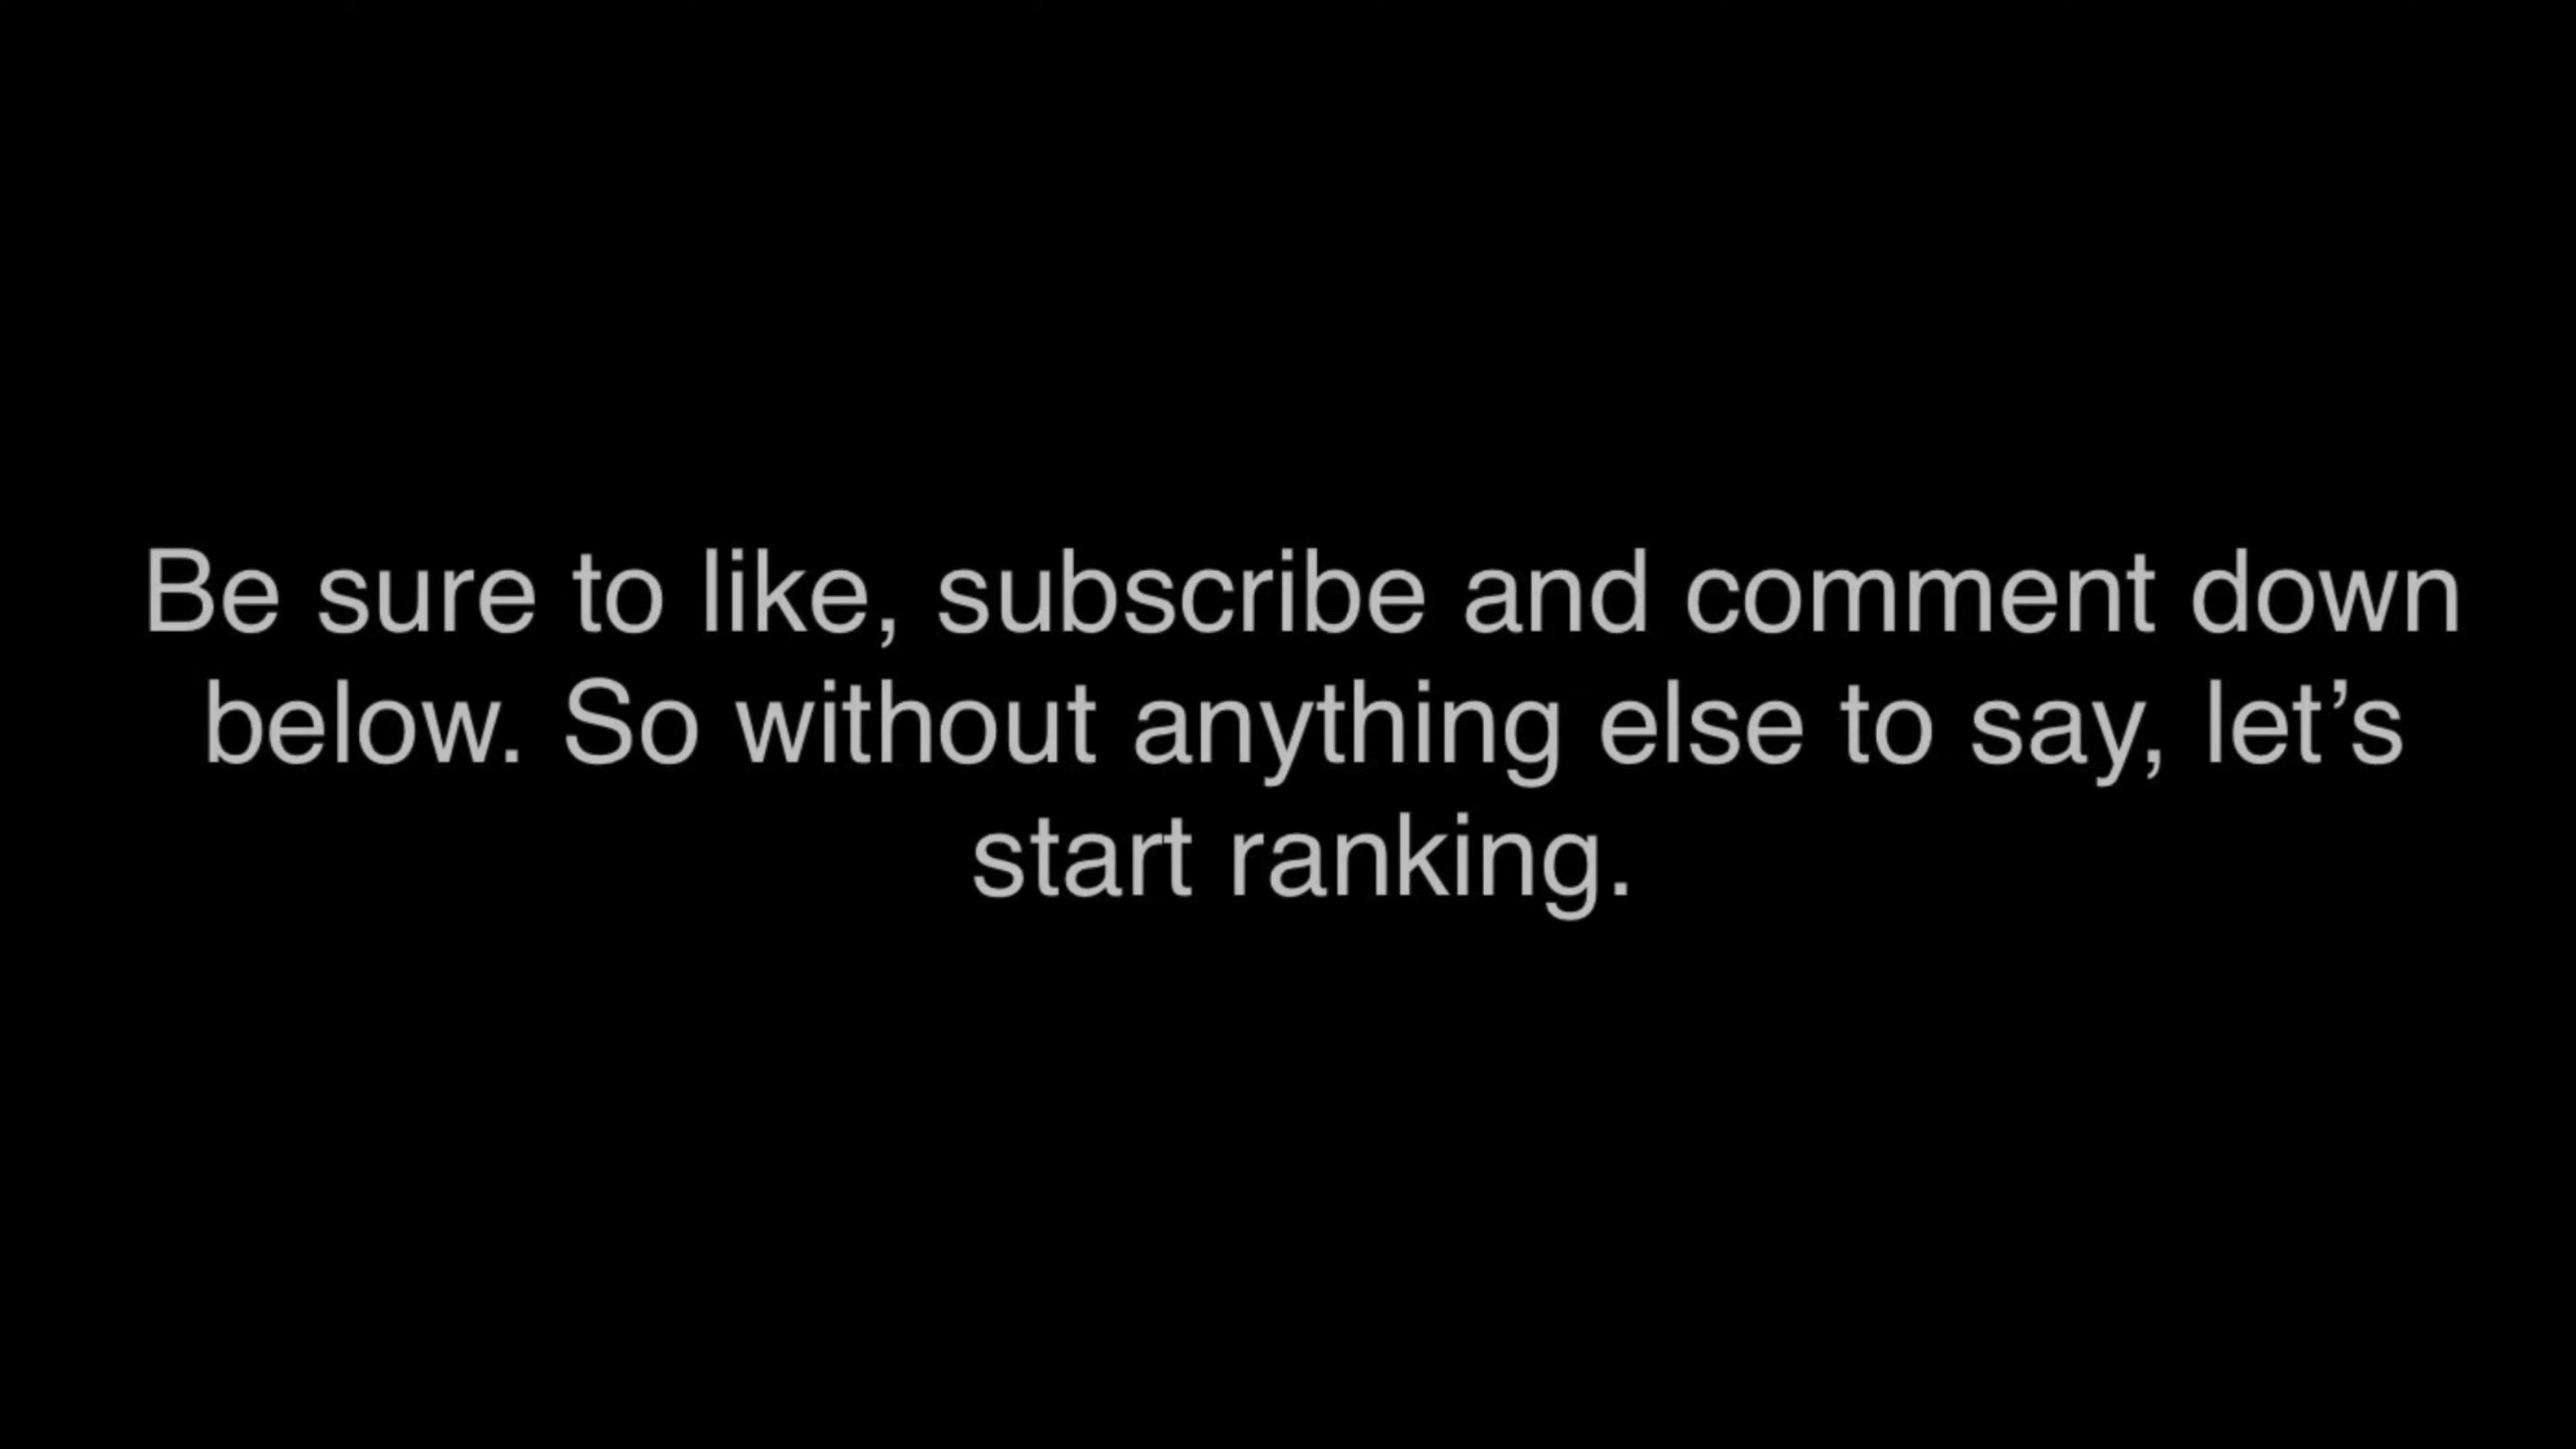 Be sure to like, subscribe and comment down
below. So without anything else to say, let’s
start ranking.